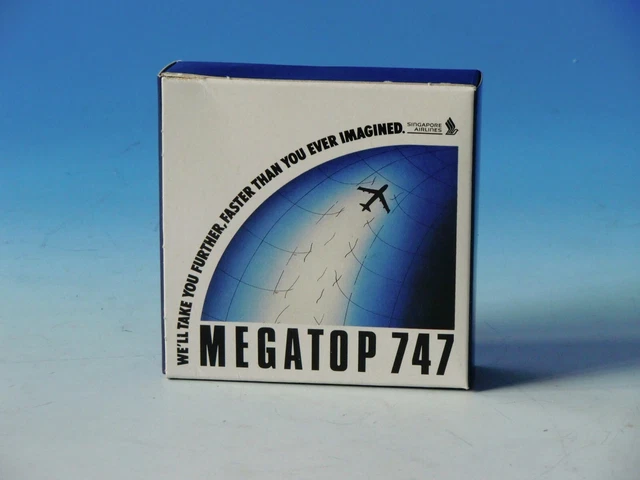 WE'LL TAKE YOU FURTHER, FASTER THAN YOU EVER IMAGINED.
SINGAPORE
AIRLINES
MEGATOP 747